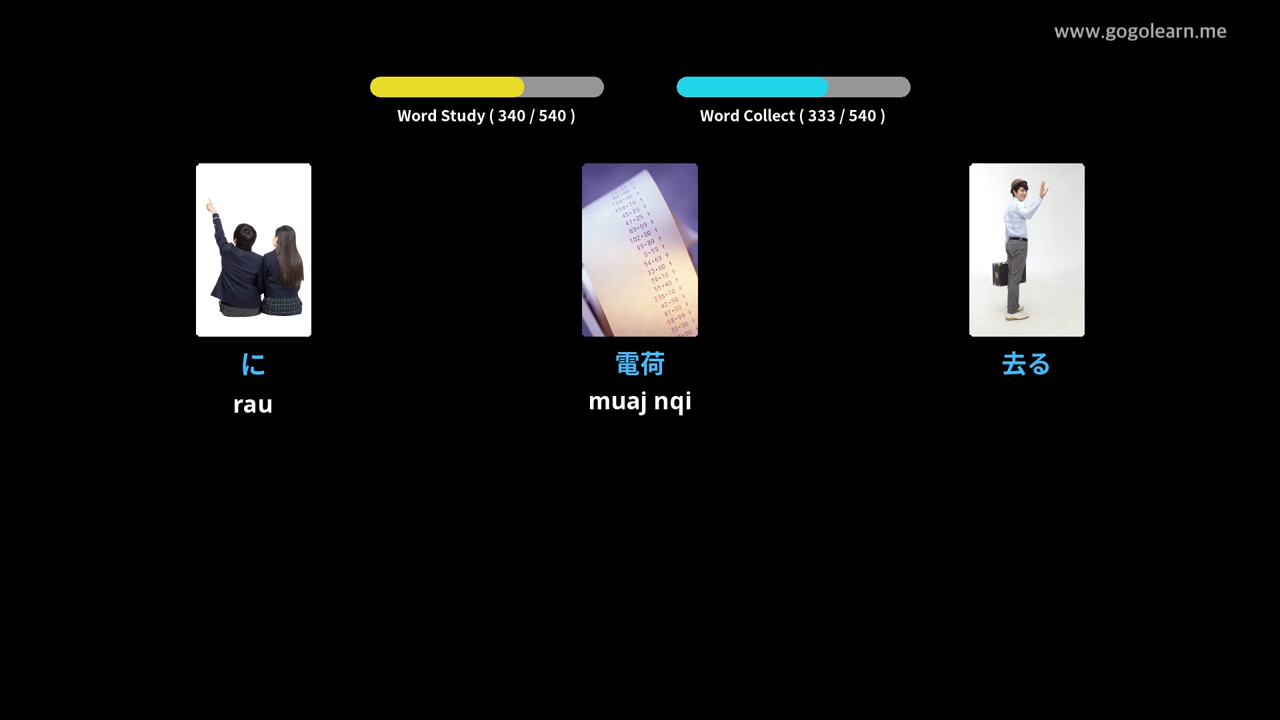 www.gogolearn.me
Word Study ( 340 / 540 )
Word Collect ( 333 / 540 )
に
電荷
去る
rau
muaj nqi